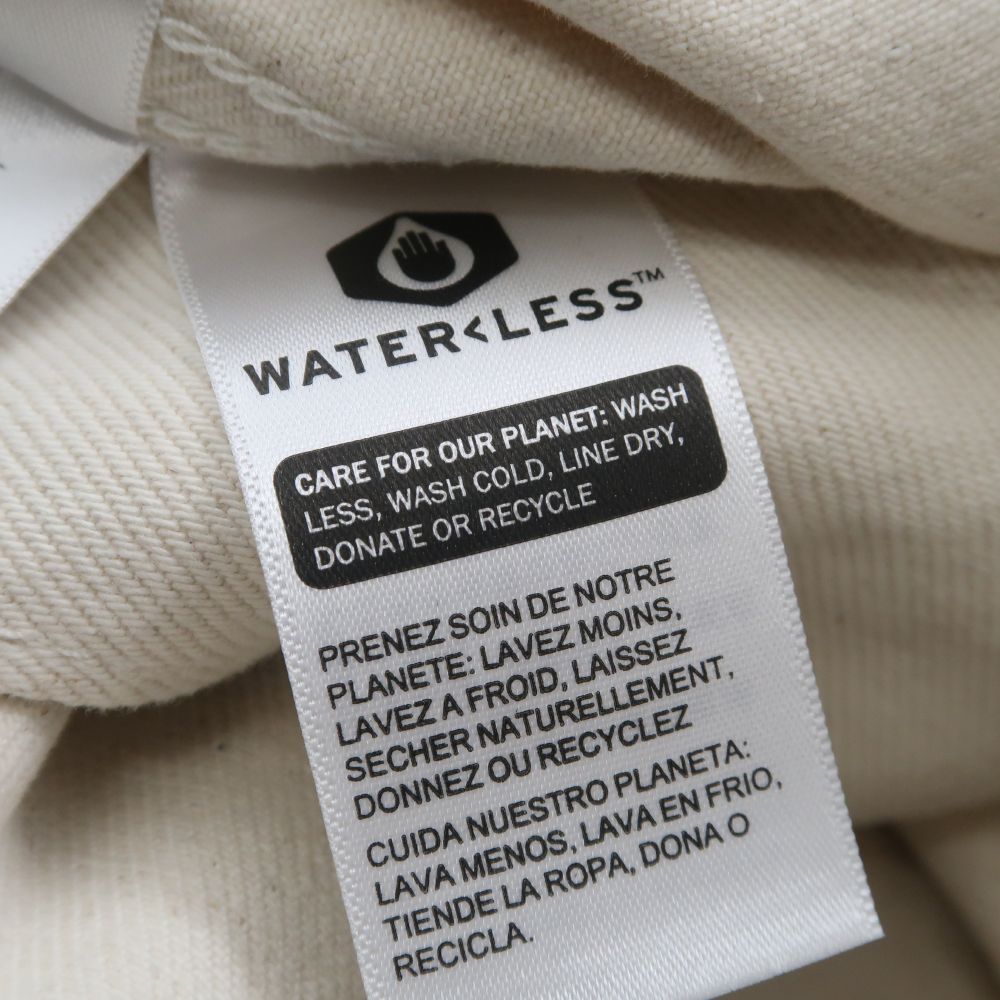 WATER<LESS™
CARE FOR OUR PLANET: WASH
LESS, WASH COLD, LINE DRY,
DONATE OR RECYCLE
PRENEZ SOIN DE NOTRE
PLANETE: LAVEZ MOINS,
LAVEZ A FROID, LAISSEZ
SECHER NATURELLEMENT,
DONNEZ OU RECYCLEZ
CUIDA NUESTRO PLANETA:
LAVA MENOS, LAVA EN FRIO,
TIENDE LA ROPA, DONA O
RECICLA.